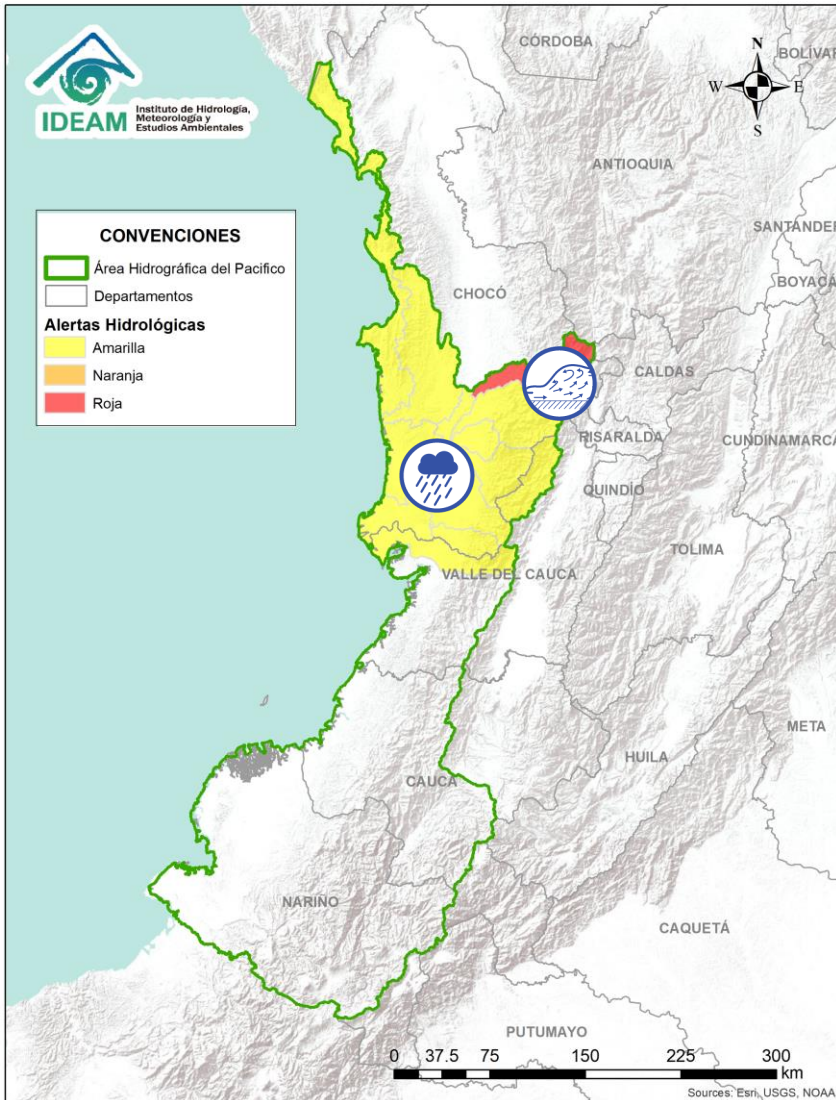 IDEAM
Instituto de Hidrología,
Meteorología y
Estudios Ambientales
CÓRDOBA
BOLÍVAR
N
W
E
S
ANTIOQUIA
SANTANDER
BOYACÁ
CONVENCIONES
Área Hidrográfica del Pacifico
Departamentos
Alertas Hidrológicas
Amarilla
Naranja
Roja
CHOCÓ
CALDAS
RISARALDA
CUNDINAMARCA
QUINDÍO
TOLIMA
VALLE DEL CAUCA
META
HUILA
CAUCA
NARIÑO
CAQUETÁ
PUTUMAYO
0 37.5 75 150 225 300
km
Sources: Esri, USGS, NOAA